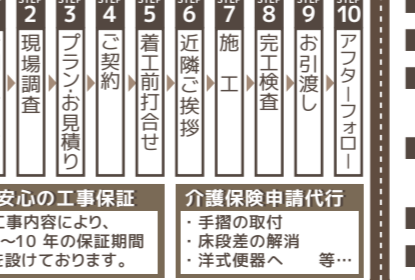 2
現場調査
3
プラン・お見積り
4
ご契約
5
着工前打合せ
6
近隣ご挨拶
7
施工
8
完工検査
9
お引渡し
10
アフターフォロー
安心の工事保証
工事内容により、
～10 年の保証期間
を設けております。
介護保険申請代行
・手摺の取付
・床段差の解消
・洋式便器へ 等…